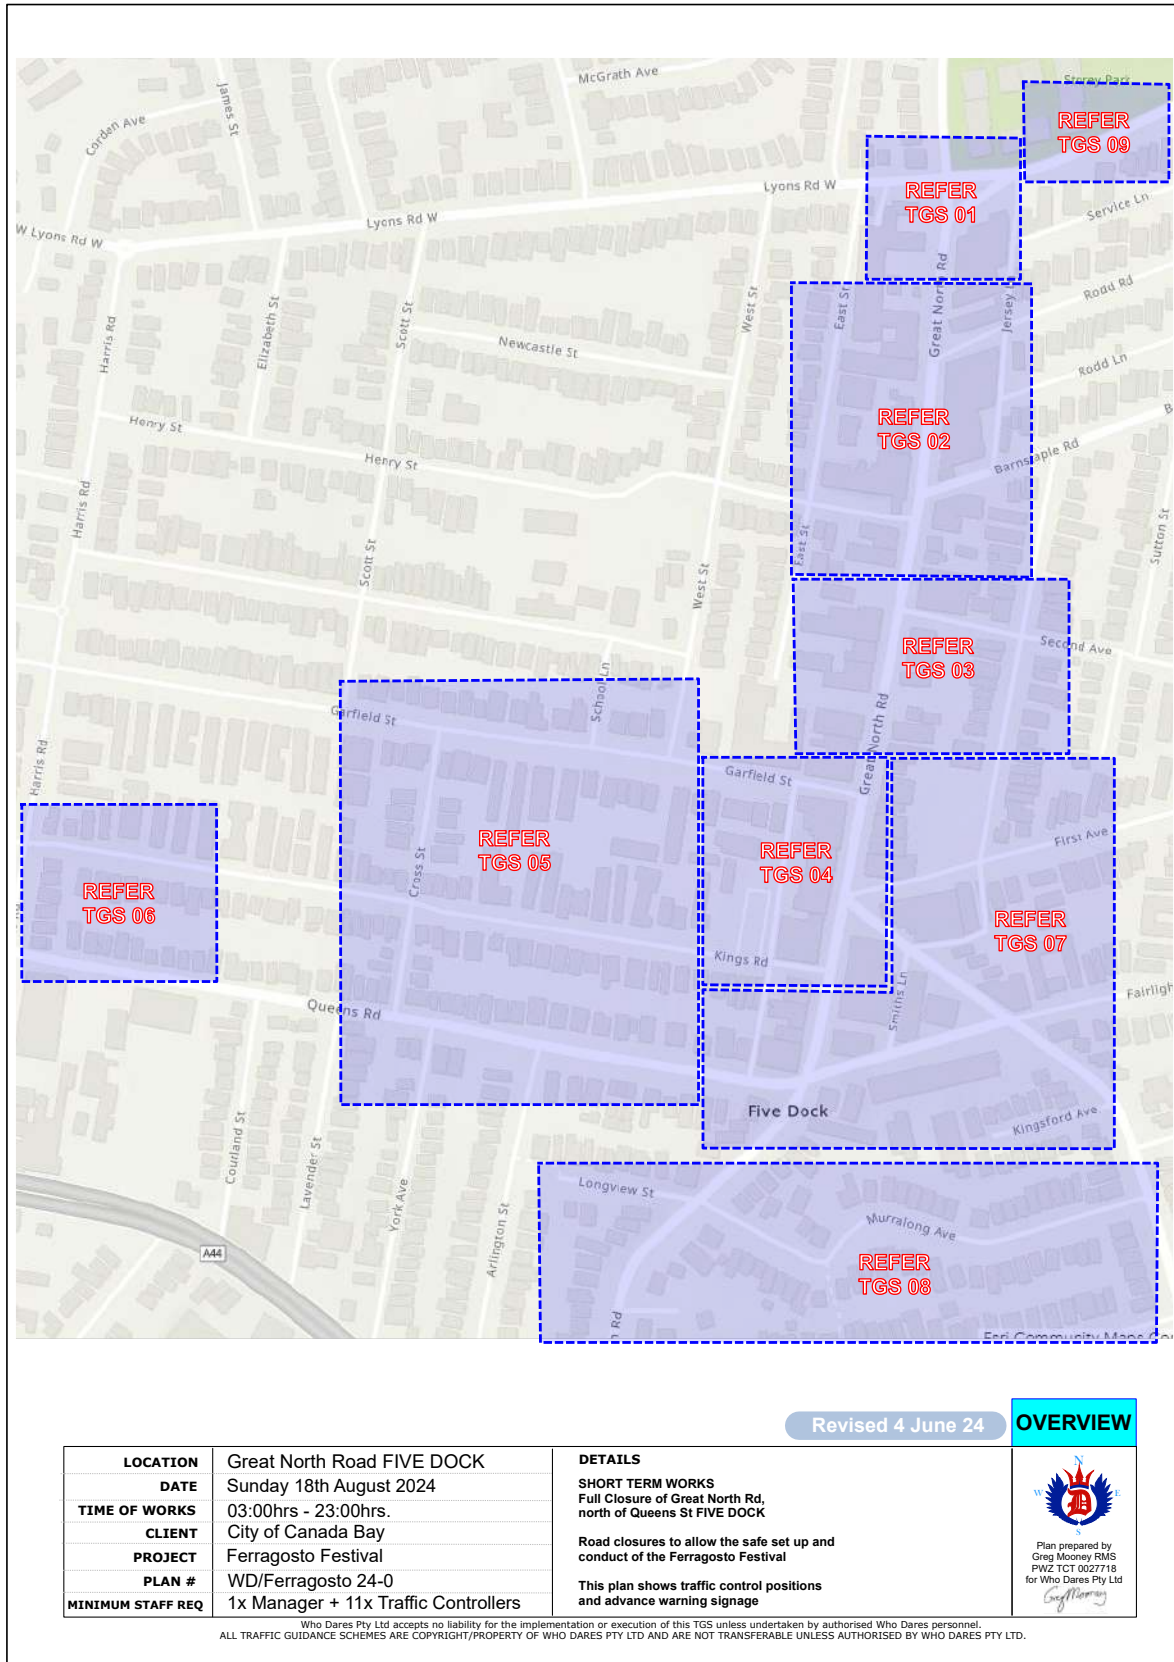 McGrath Ave
Storey Park
James St
Corden Ave
REFER
TGS 09
Lyons Rd W
REFER
TGS 01
Lyons Rd W
Service Ln
W Lyons Rd W
Great North Rd
Rodd Rd
Jersey
East St
West St
Elizabeth St
Scott St
Harris Rd
Newcastle St
Rodd Ln
REFER
TGS 02
Henry St
Henry St
Barnstaple Rd
Harris Rd
Sutton St
East St
Scott St
West St
REFER
TGS 03
Second Ave
School Ln
Garfield St
Great North Rd
Harris Rd
Garfield St
REFER
TGS 05
REFER
TGS 04
First Ave
Cross St
REFER
TGS 06
REFER
TGS 07
Kings Rd
Queens Rd
Smiths Ln
Fairligh
Five Dock
Kingsford Ave
Courland St
Lavender St
York Ave
Arlington St
Longview St
Murralong Ave
A44
REFER
TGS 08
n Rd
Esri Community Maps Co
Revised 4 June 24
OVERVIEW
LOCATION Great North Road FIVE DOCK
DATE Sunday 18th August 2024
TIME OF WORKS 03:00hrs - 23:00hrs.
CLIENT City of Canada Bay
PROJECT Ferragosto Festival
PLAN # WD/Ferragosto 24-0
MINIMUM STAFF REQ 1x Manager + 11x Traffic Controllers
DETAILS
SHORT TERM WORKS
Full Closure of Great North Rd,
north of Queens St FIVE DOCK
Road closures to allow the safe set up and
conduct of the Ferragosto Festival
This plan shows traffic control positions
and advance warning signage
N
W D E
S
Plan prepared by
Greg Mooney RMS
PWZ TCT 0027718
for Who Dares Pty Ltd
Greg Mooney
Who Dares Pty Ltd accepts no liability for the implementation or execution of this TGS unless undertaken by authorised Who Dares personnel.
ALL TRAFFIC GUIDANCE SCHEMES ARE COPYRIGHT/PROPERTY OF WHO DARES PTY LTD AND ARE NOT TRANSFERABLE UNLESS AUTHORISED BY WHO DARES PTY LTD.